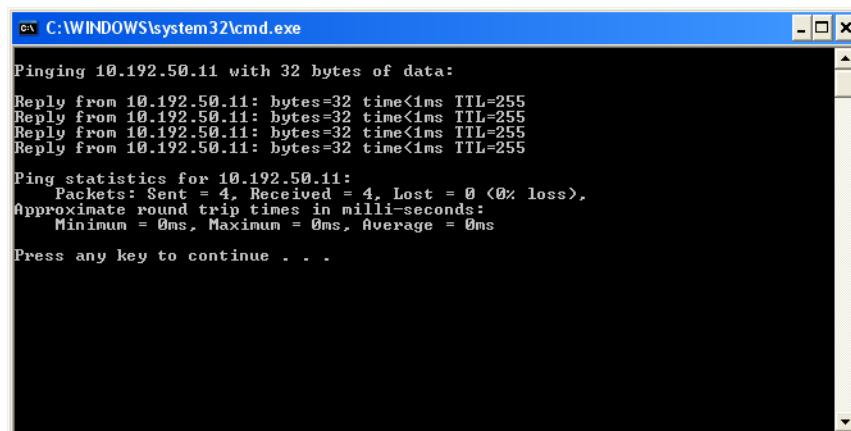 C:\WINDOWS\system32\cmd.exe
Pinging 10.192.50.11 with 32 bytes of data:
Reply from 10.192.50.11: bytes=32 time<1ms TTL=255
Reply from 10.192.50.11: bytes=32 time<1ms TTL=255
Reply from 10.192.50.11: bytes=32 time<1ms TTL=255
Reply from 10.192.50.11: bytes=32 time<1ms TTL=255
Ping statistics for 10.192.50.11:
    Packets: Sent = 4, Received = 4, Lost = 0 (0% loss),
Approximate round trip times in milli-seconds:
    Minimum = 0ms, Maximum = 0ms, Average = 0ms
Press any key to continue . . .